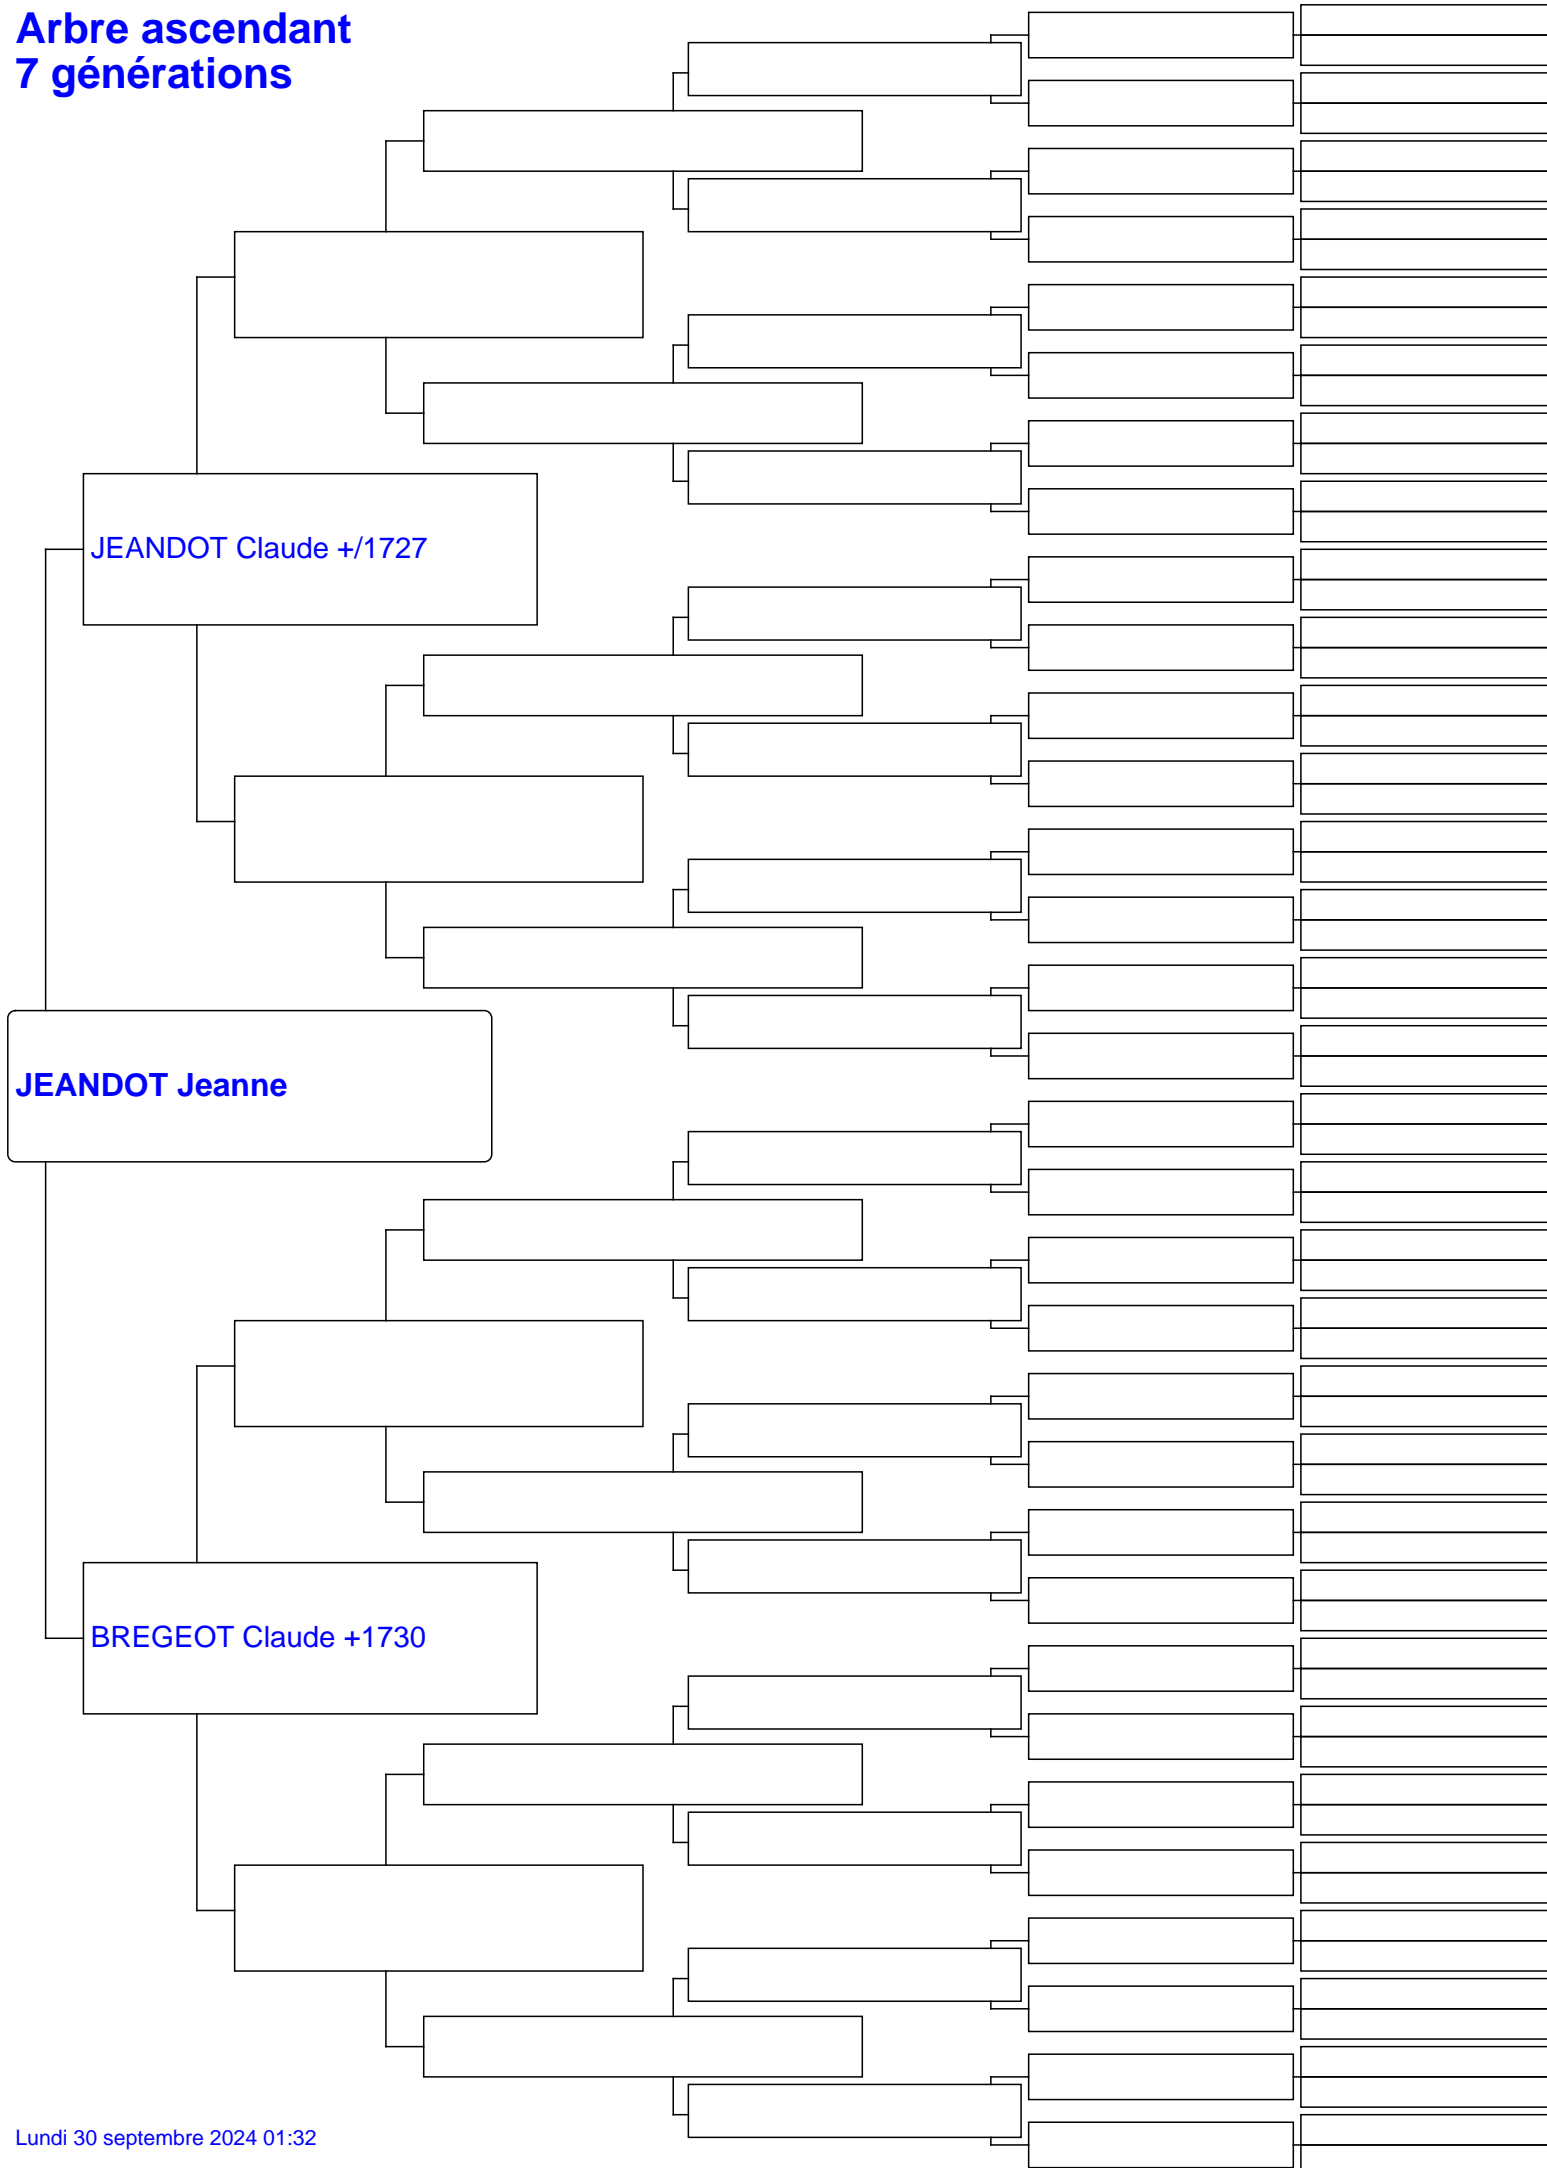 Arbre ascendant
7 générations
JEANDOT Claude +/1727
JEANDOT Jeanne
BREGEOT Claude +1730
Lundi 30 septembre 2024 01:32